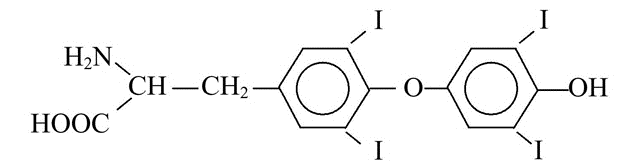 I I
H₂N
CH — CH₂ O OH
HOOC
I I